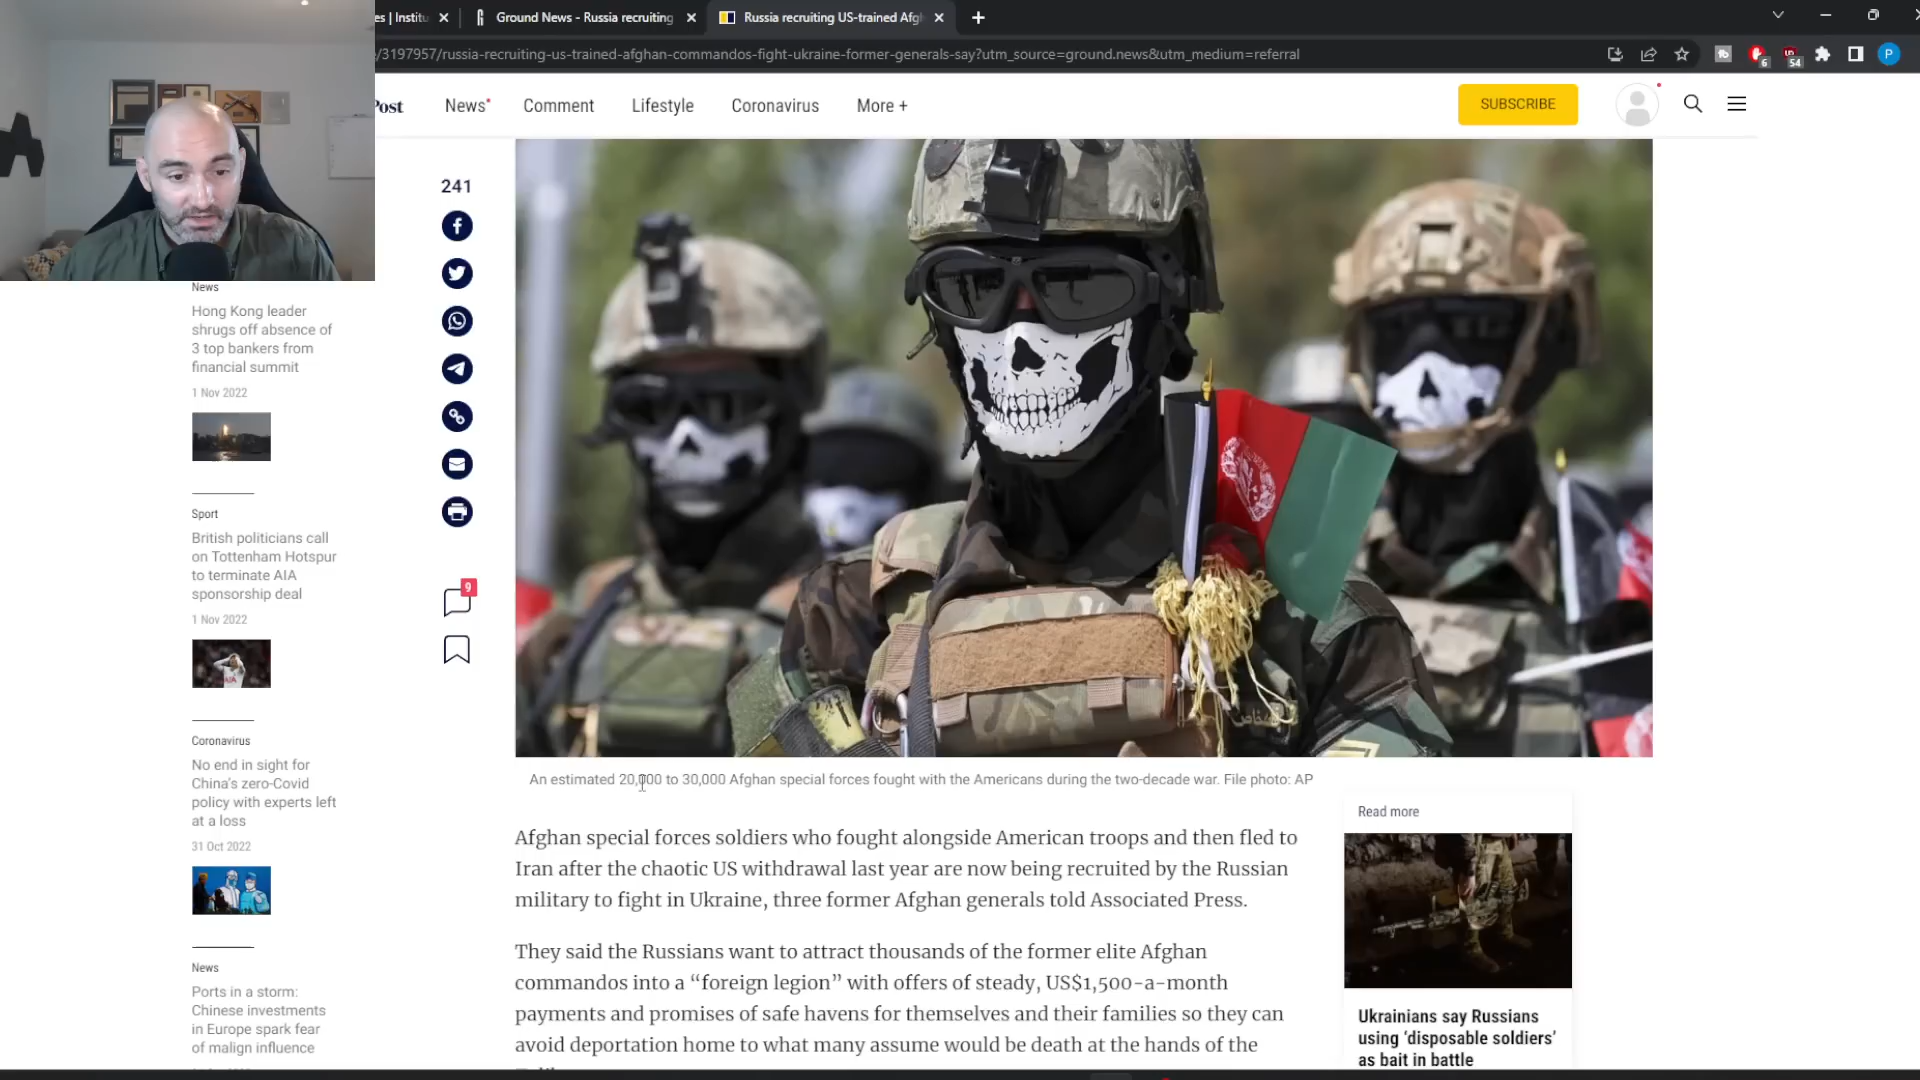 es | Institu
Ground News - Russia recruiting
Russia recruiting US-trained Afgh
/3197957/russia-recruiting-us-trained-afghan-commandos-fight-ukraine-former-generals-say?utm_source=ground.news&utm_medium=referral
6
54
P
Post
News
Comment
Lifestyle
Coronavirus
More +
SUBSCRIBE
241
9
News
Hong Kong leader
shrugs off absence of
3 top bankers from
financial summit
1 Nov 2022
Sport
British politicians call
on Tottenham Hotspur
to terminate AIA
sponsorship deal
1 Nov 2022
AIA
Coronavirus
No end in sight for
China's zero-Covid
policy with experts left
at a loss
31 Oct 2022
News
Ports in a storm:
Chinese investments
in Europe spark fear
of malign influence
An estimated 20,000 to 30,000 Afghan special forces fought with the Americans during the two-decade war. File photo: AP
Afghan special forces soldiers who fought alongside American troops and then fled to
Iran after the chaotic US withdrawal last year are now being recruited by the Russian
military to fight in Ukraine, three former Afghan generals told Associated Press.
They said the Russians want to attract thousands of the former elite Afghan
commandos into a “foreign legion” with offers of steady, US$1,500-a-month
payments and promises of safe havens for themselves and their families so they can
avoid deportation home to what many assume would be death at the hands of the
Read more
Ukrainians say Russians
using ‘disposable soldiers’
as bait in battle